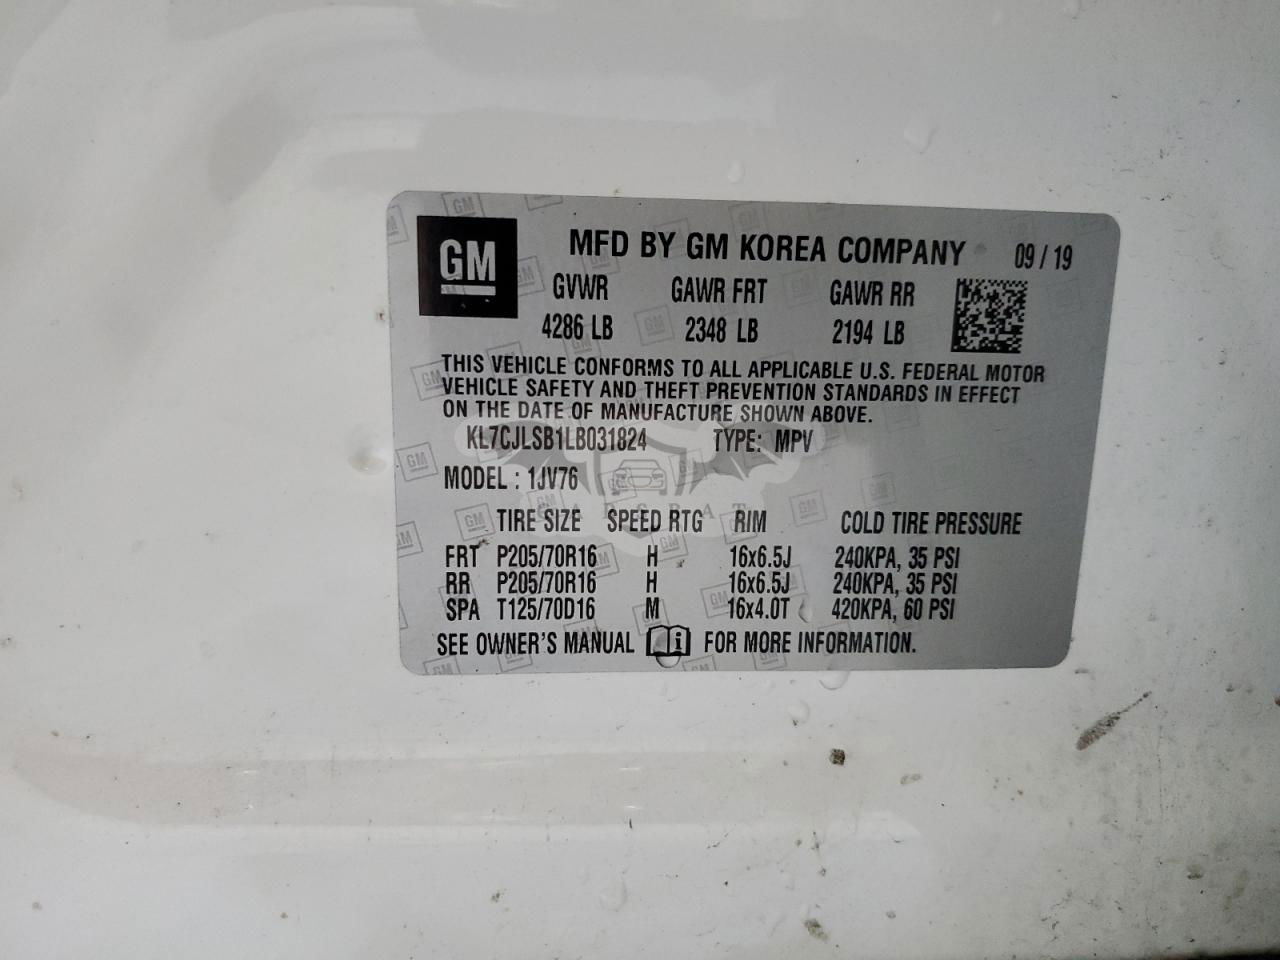 GM MFD BY GM KOREA COMPANY 09 / 19
GVWR GAWR FRT GAWR RR
4286 LB 2348 LB 2194 LB
THIS VEHICLE CONFORMS TO ALL APPLICABLE U.S. FEDERAL MOTOR
VEHICLE SAFETY AND THEFT PREVENTION STANDARDS IN EFFECT
ON THE DATE OF MANUFACTURE SHOWN ABOVE.
KL7CJLSB1LB031824 TYPE: MPV
MODEL : 1JV76
CARSBAT
TIRE SIZE SPEED RTG RIM COLD TIRE PRESSURE
FRT P205/70R16 H 16x6.5J 240KPA, 35 PSI
RR P205/70R16 H 16x6.5J 240KPA, 35 PSI
SPA T125/70D16 M 16x4.0T 420KPA, 60 PSI
SEE OWNER'S MANUAL i FOR MORE INFORMATION.